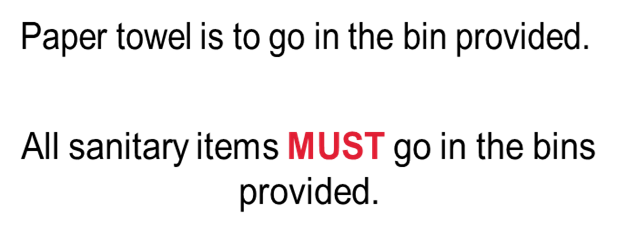 Paper towel is to go in the bin provided.
All sanitary items MUST go in the bins
provided.